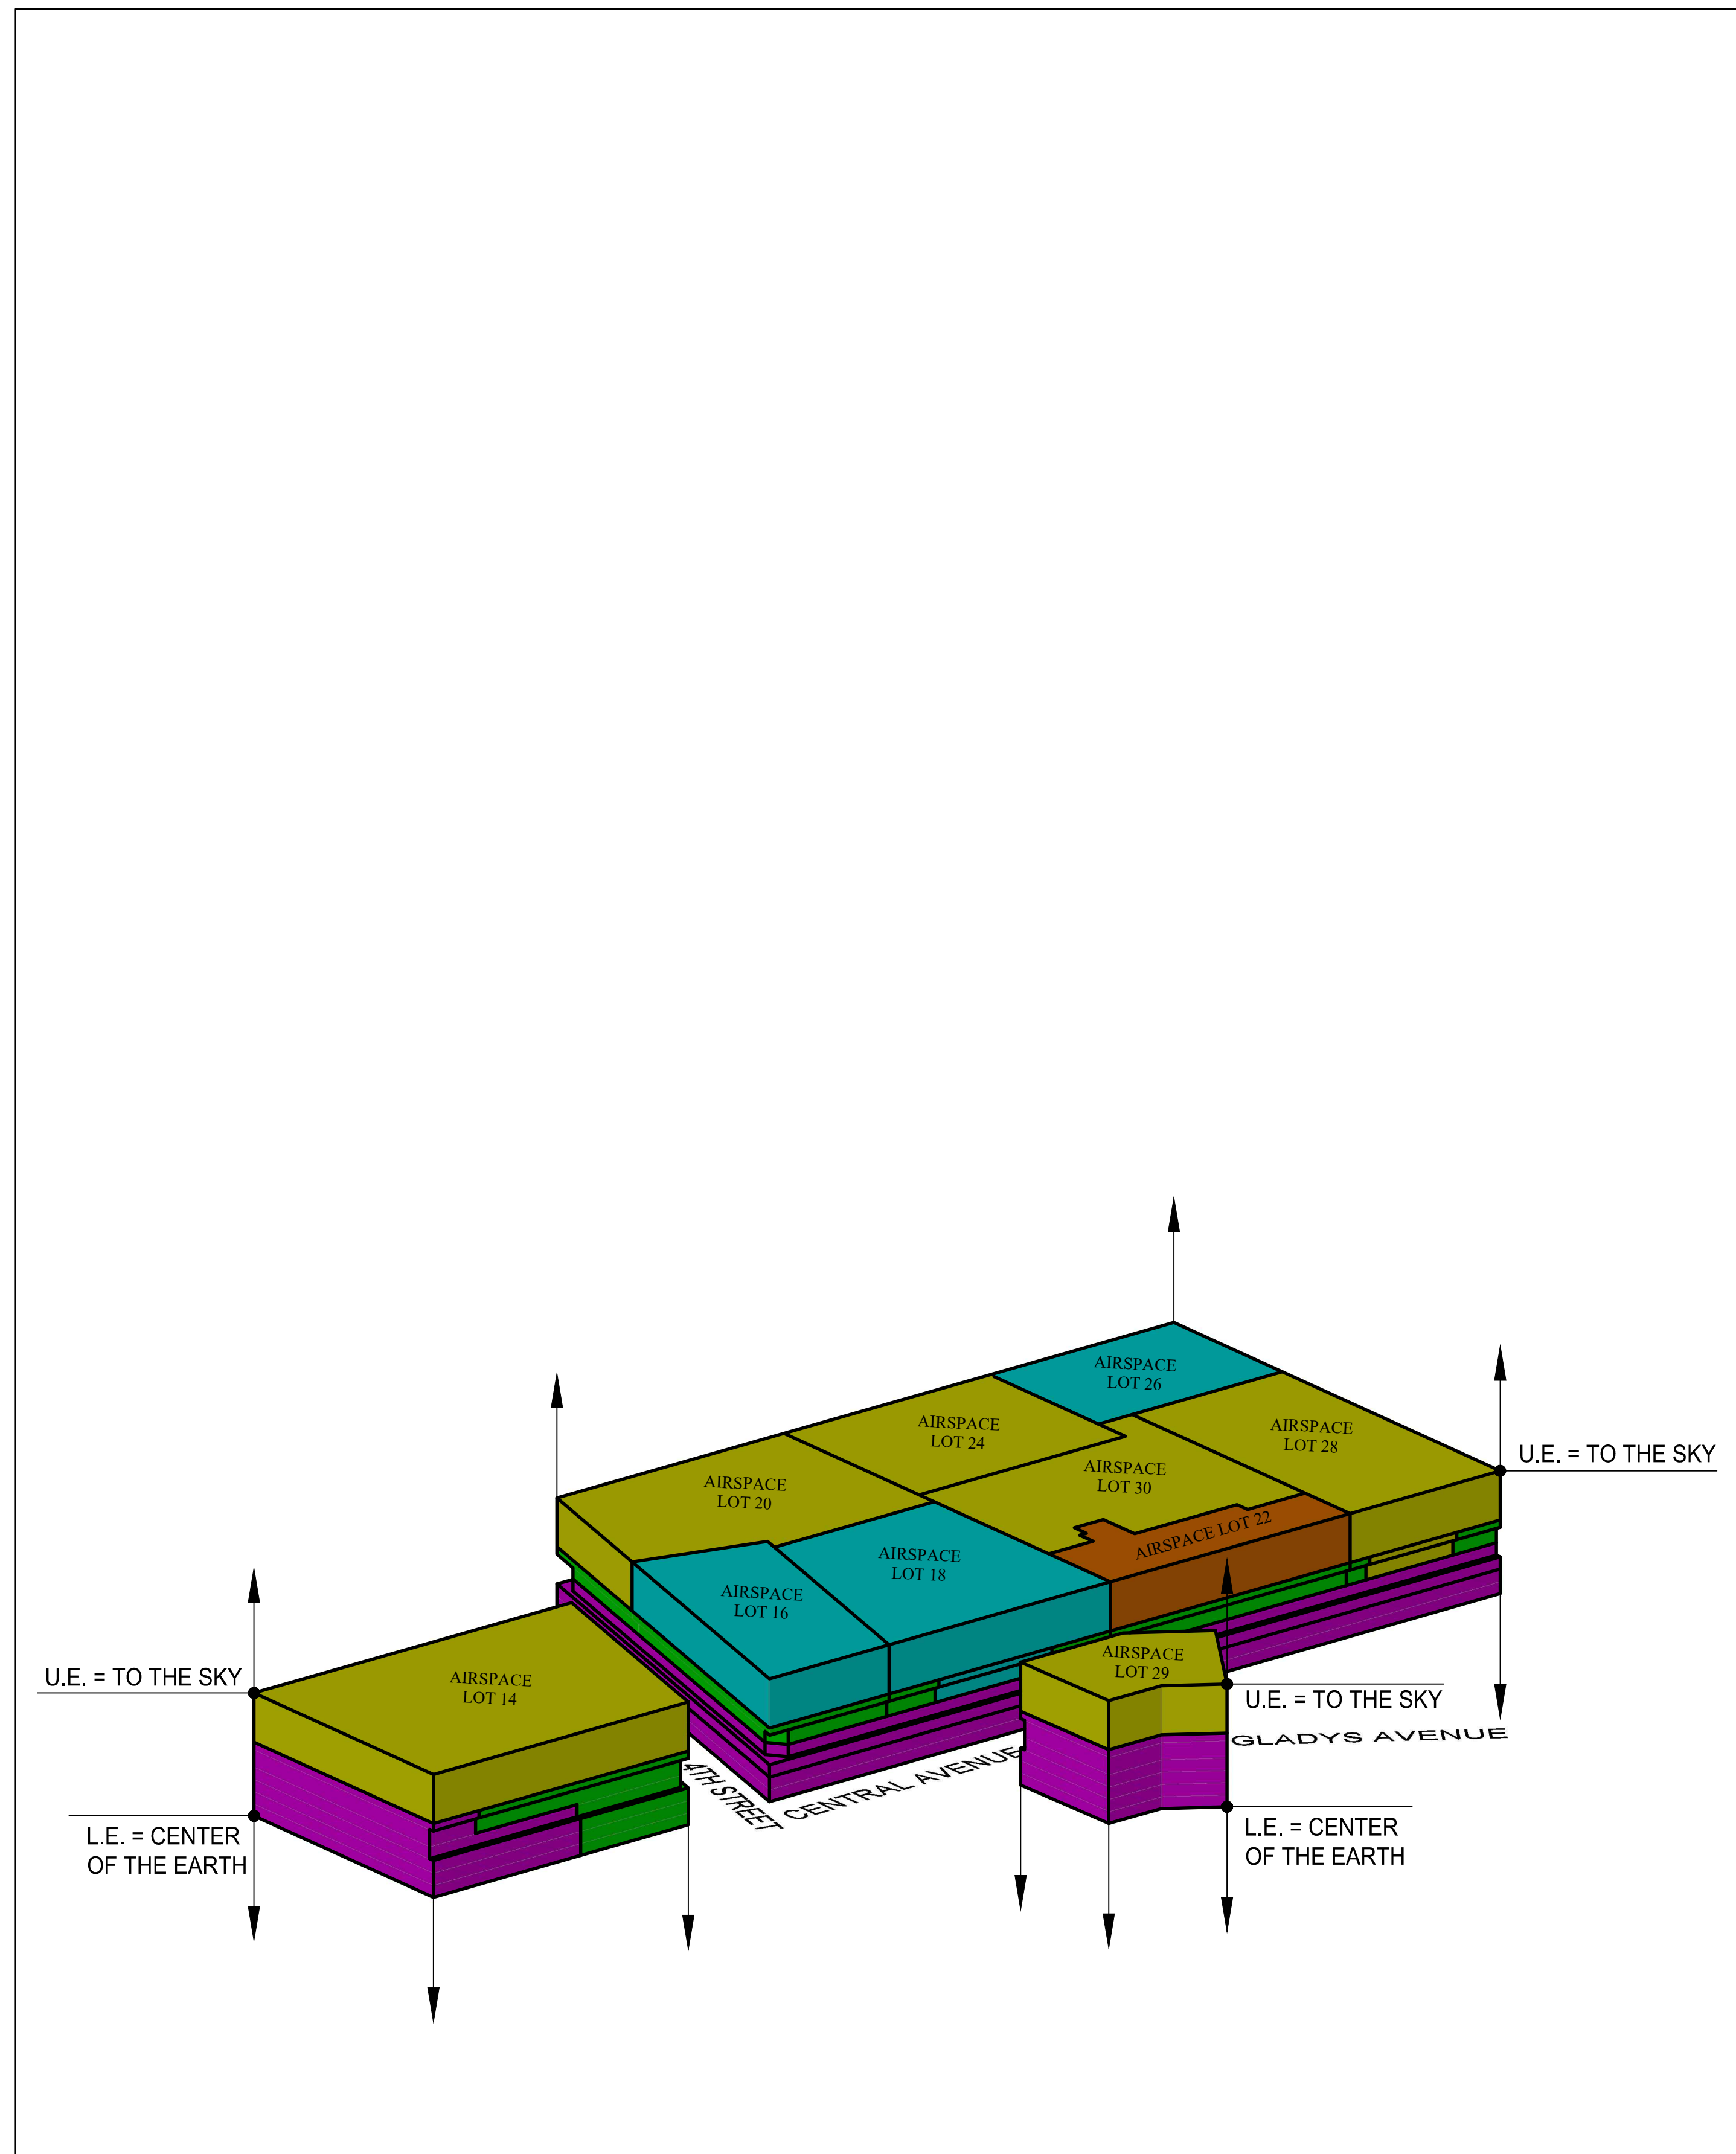 AIRSPACE
LOT 26
AIRSPACE
LOT 24
AIRSPACE
LOT 28
U.E. = TO THE SKY
AIRSPACE
LOT 20
AIRSPACE
LOT 30
AIRSPACE LOT 22
AIRSPACE
LOT 18
AIRSPACE
LOT 16
AIRSPACE
LOT 29
U.E. = TO THE SKY
AIRSPACE
LOT 14
U.E. = TO THE SKY
GLADYS AVENUE
4TH STREET
CENTRAL AVENUE
L.E. = CENTER
OF THE EARTH
L.E. = CENTER
OF THE EARTH